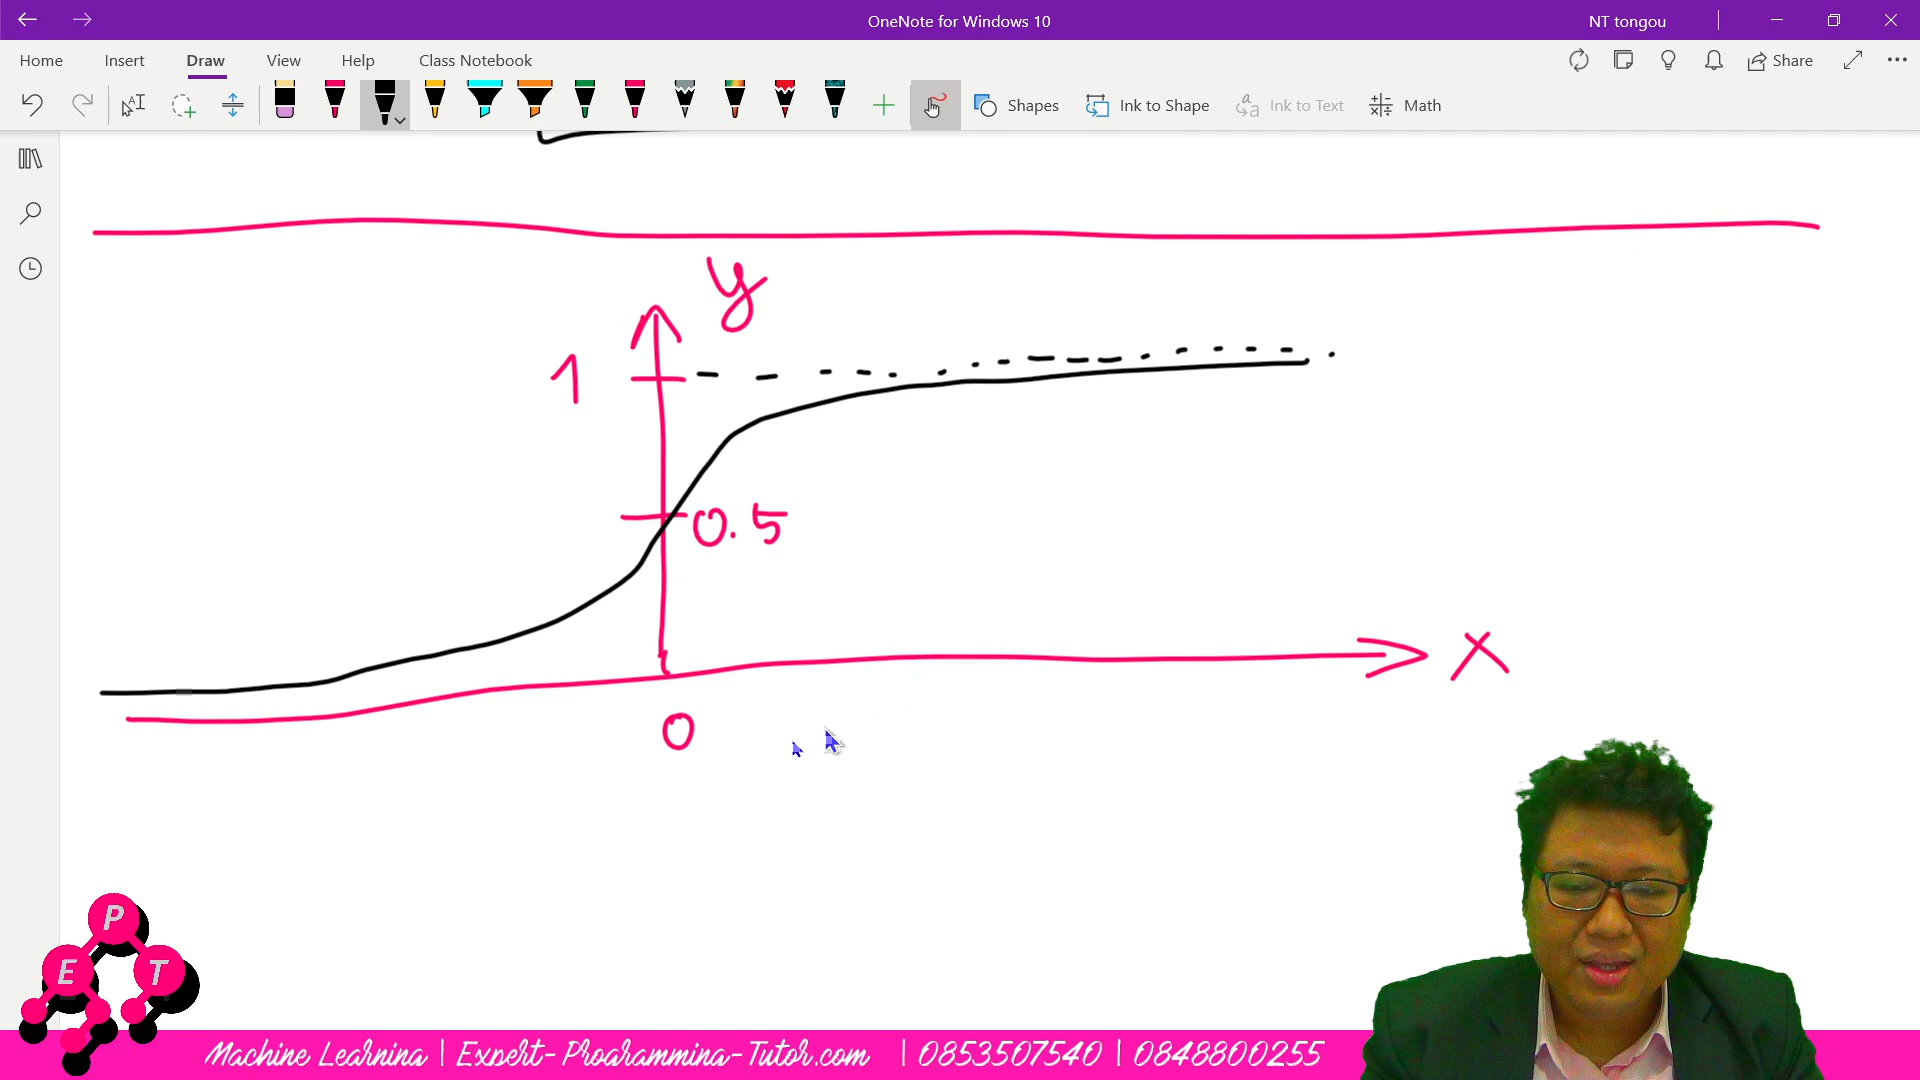 OneNote for Windows 10
NT tongou
Home Insert Draw View Help Class Notebook
Share
Shapes Ink to Shape Ink to Text Math
y
1
0.5
x
0
P
E T
Machine Learning | Expert-Programming-Tutor.com | 0853507540 | 0848800255